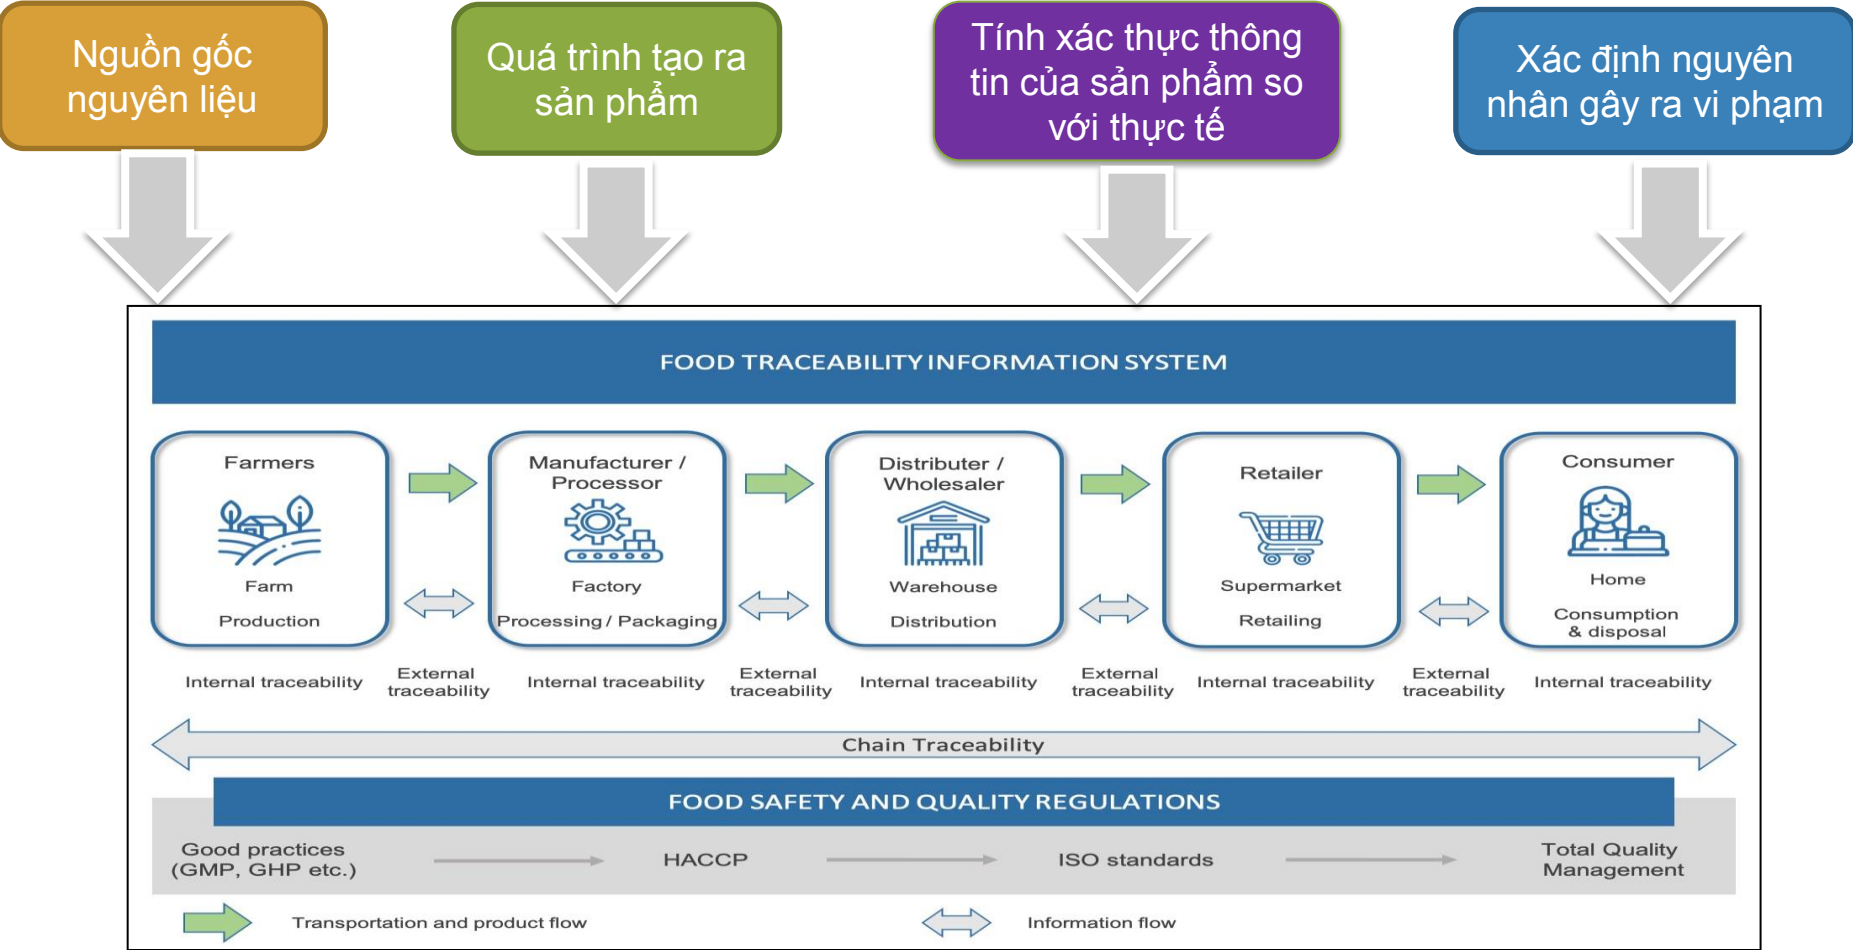 Nguồn gốc
nguyên liệu
Quá trình tạo ra
sản phẩm
Tính xác thực thông
tin của sản phẩm so
với thực tế
Xác định nguyên
nhân gây ra vi phạm
FOOD TRACEABILITY INFORMATION SYSTEM
Farmers
Farm
Production
Manufacturer /
Processor
Factory
Processing / Packaging
Distributer /
Wholesaler
Warehouse
Distribution
Retailer
Supermarket
Retailing
Consumer
Home
Consumption
& disposal
Internal traceability
External
traceability
Internal traceability
External
traceability
Internal traceability
External
traceability
Internal traceability
External
traceability
Internal traceability
Chain Traceability
FOOD SAFETY AND QUALITY REGULATIONS
Good practices
(GMP, GHP etc.)
HACCP
ISO standards
Total Quality
Management
Transportation and product flow
Information flow